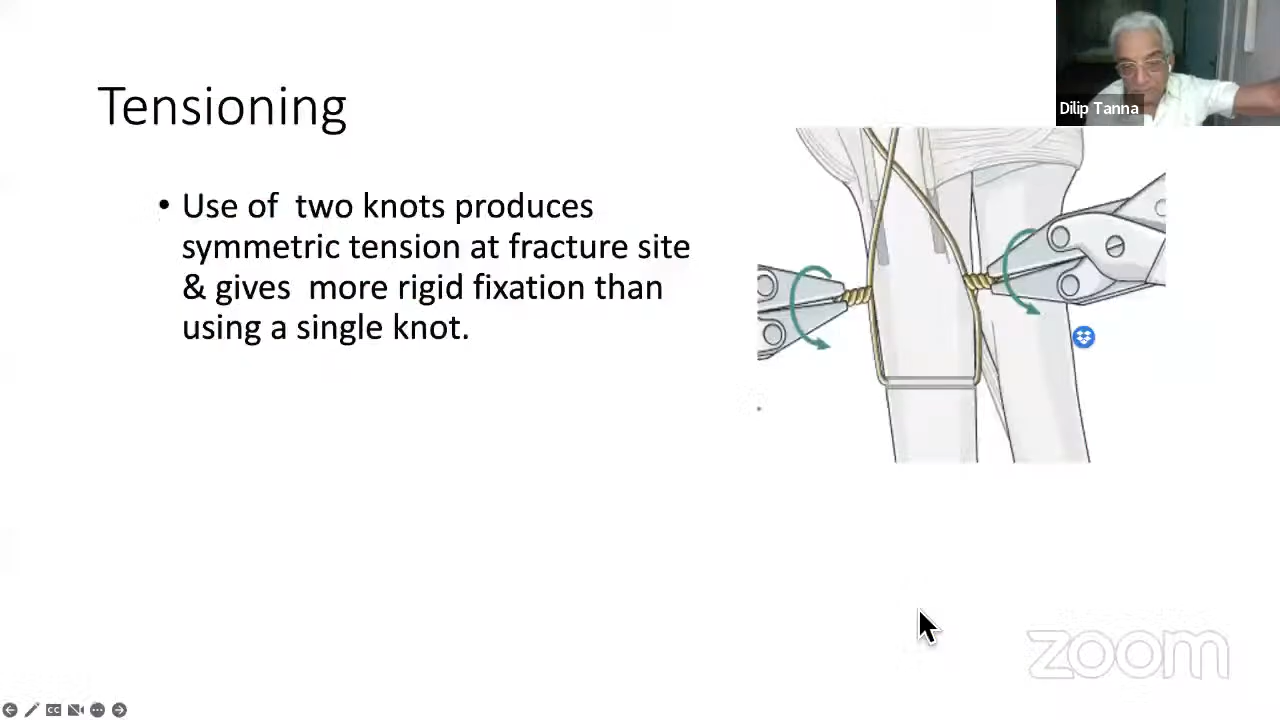 Dilip Tanna
Tensioning
• Use of  two knots produces
symmetric tension at fracture site
& gives  more rigid fixation than
using a single knot.
zoom
CC